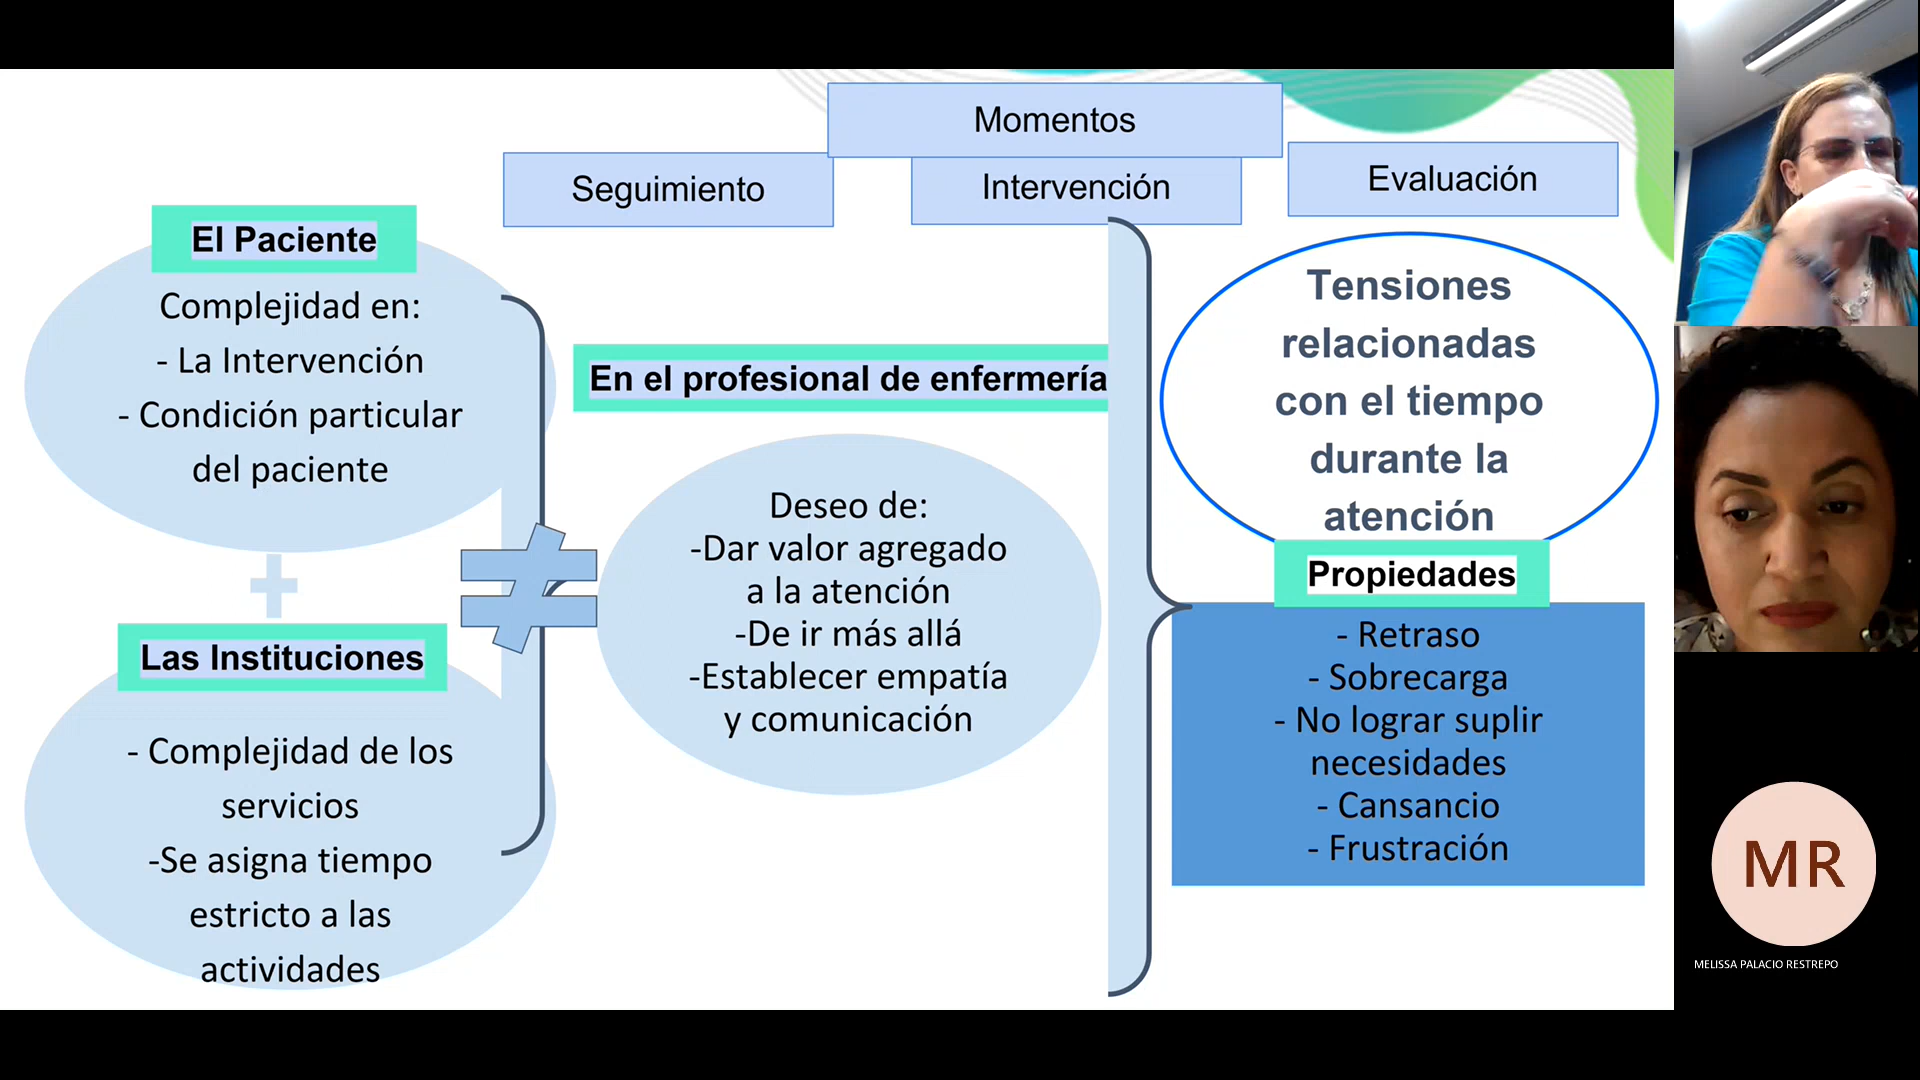 Momentos
Seguimiento
Intervención
Evaluación
El Paciente
Complejidad en:
- La Intervención
- Condición particular
del paciente
Las Instituciones
- Complejidad de los
servicios
-Se asigna tiempo
estricto a las
actividades
En el profesional de enfermería
Deseo de:
-Dar valor agregado
a la atención
-De ir más allá
-Establecer empatía
y comunicación
Tensiones
relacionadas
con el tiempo
durante la
atención
Propiedades
- Retraso
- Sobrecarga
- No lograr suplir
necesidades
- Cansancio
- Frustración
MR
MELISSA PALACIO RESTREPO